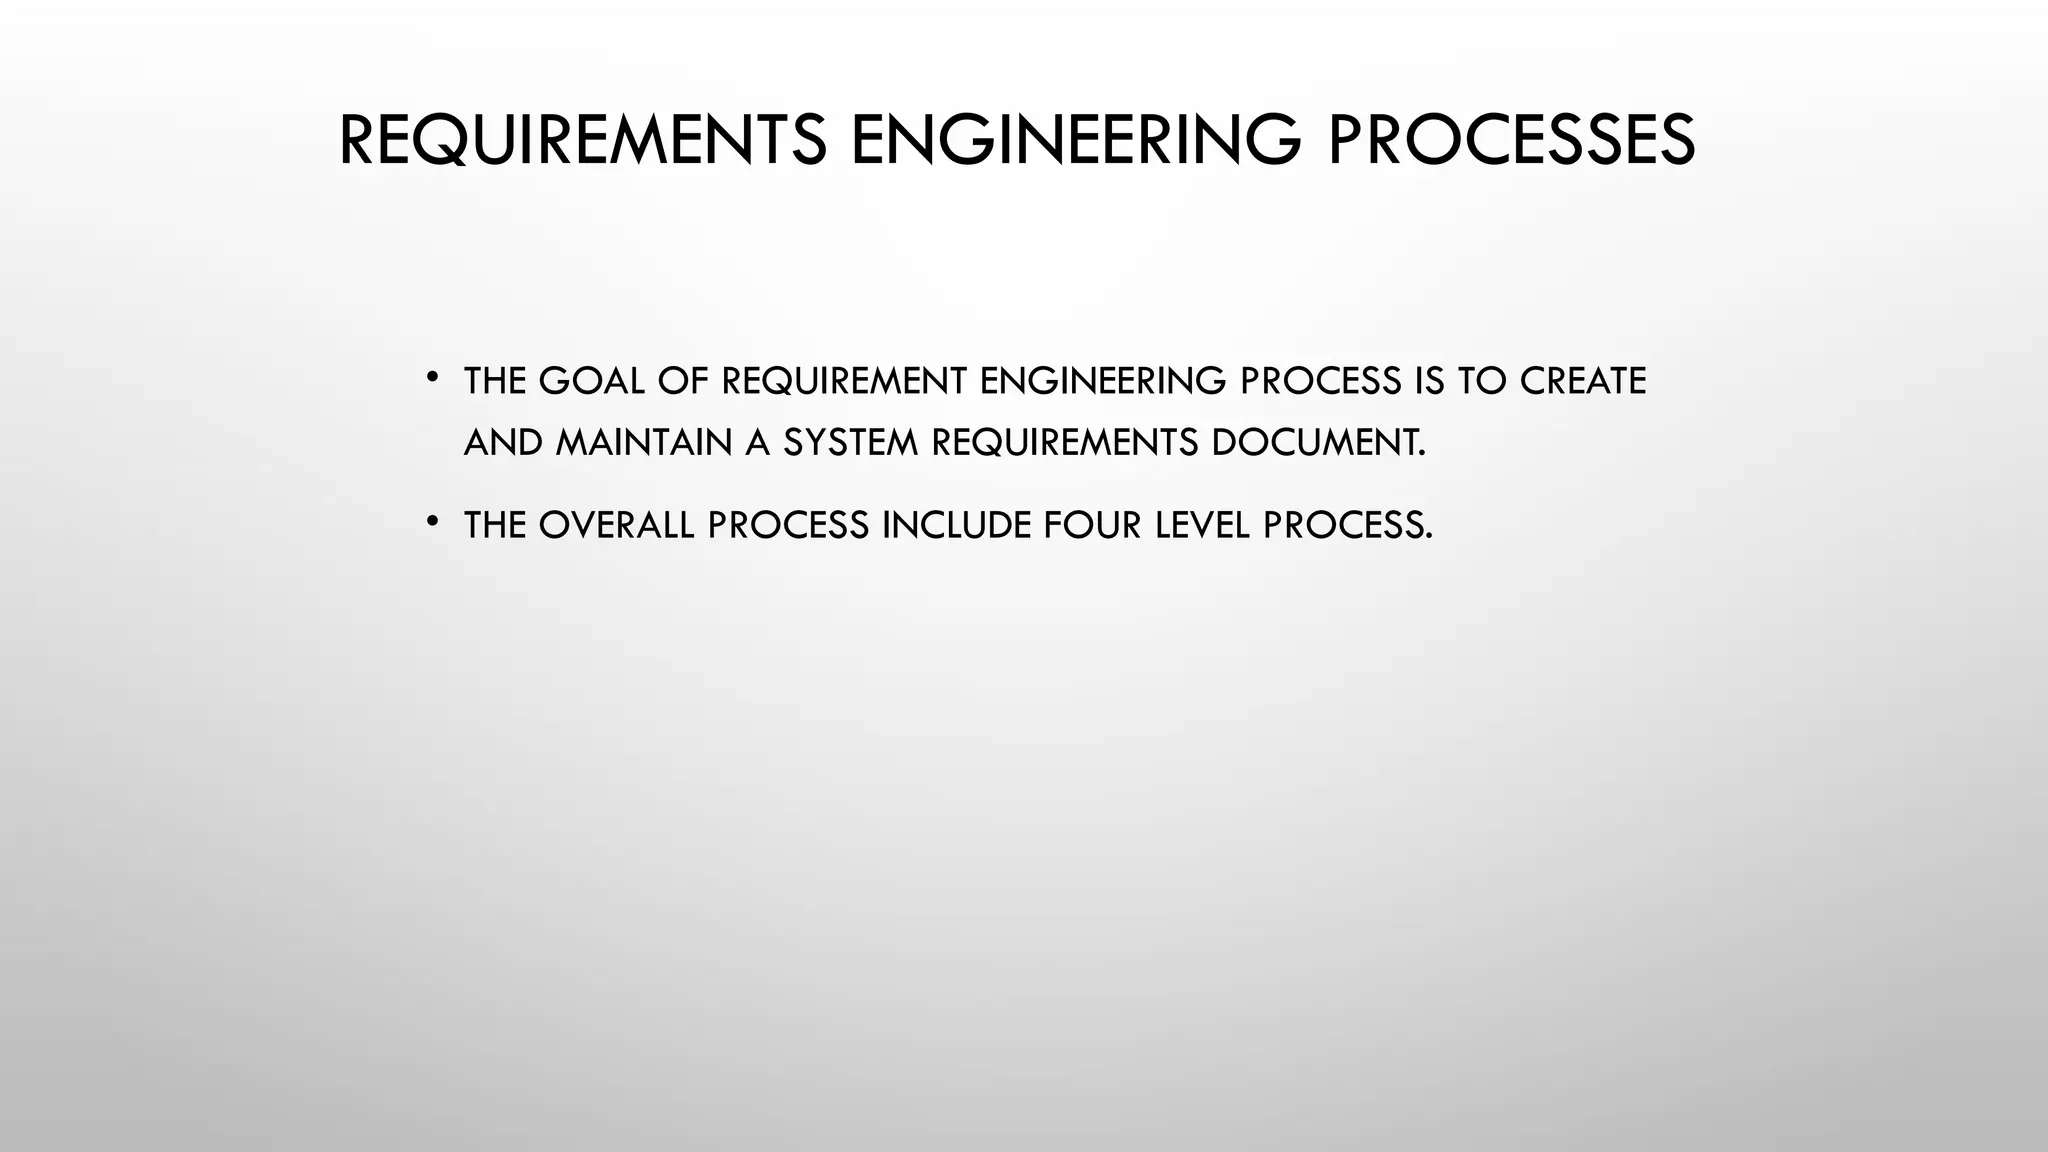 REQUIREMENTS ENGINEERING PROCESSES
• THE GOAL OF REQUIREMENT ENGINEERING PROCESS IS TO CREATE
AND MAINTAIN A SYSTEM REQUIREMENTS DOCUMENT.
• THE OVERALL PROCESS INCLUDE FOUR LEVEL PROCESS.